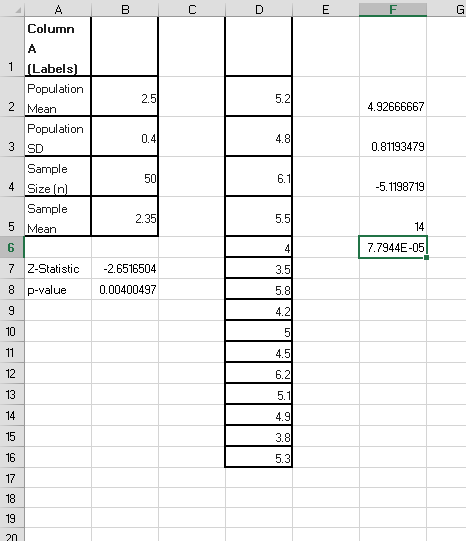 A B C D E F G
Column
A
1 (Labels)
Population
2 Mean 2.5 5.2 4.92666667
Population
3 SD 0.4 4.8 0.81193479
Sample
4 Size (n) 50 6.1 -5.1198719
Sample
5 Mean 2.35 5.5 14
6 4 7.7944E-05
7 Z-Statistic -2.6516504 3.5
8 p-value 0.00400497 5.8
9 4.2
10 5
11 4.5
12 6.2
13 5.1
14 4.9
15 3.8
16 5.3
17
18
19
20